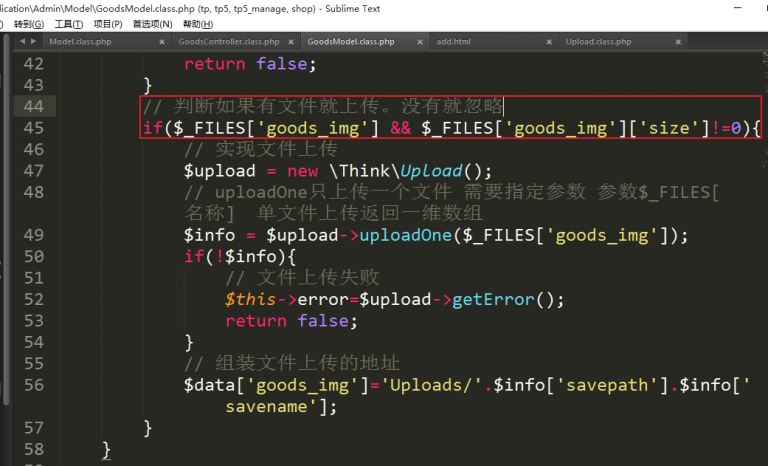 lication\Admin\Model\GoodsModel.class.php (tp, tp5, tp5_manage, shop) - Sublime Text
转到(G) 工具(T) 项目(P) 首选项(N) 帮助(H)
Model.class.php × GoodsController.class.php × GoodsModel.class.php × add.html × Upload.class.php ×
42 return false;
43 }
44 // 判断如果有文件就上传。没有就忽略
45 if($_FILES['goods_img'] && $_FILES['goods_img']['size']!=0){
46 // 实现文件上传
47 $upload = new \Think\Upload();
48 // uploadOne只上传一个文件 需要指定参数 参数$_FILES[
名称] 单文件上传返回一维数组
49 $info = $upload->uploadOne($_FILES['goods_img']);
50 if(!$info){
51 // 文件上传失败
52 $this->error=$upload->getError();
53 return false;
54 }
55 // 组装文件上传的地址
56 $data['goods_img']='Uploads/'.$info['savepath'].$info['
savename'];
57 }
58 }